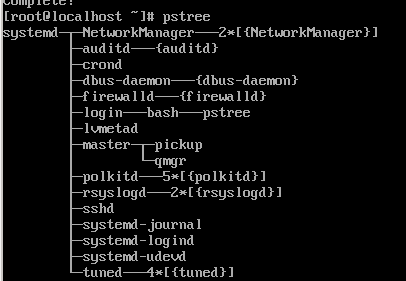 Complete!
[root@localhost ~]# pstree
systemd─┬─NetworkManager───2*[{NetworkManager}]
        ├─auditd───{auditd}
        ├─crond
        ├─dbus-daemon───{dbus-daemon}
        ├─firewalld───{firewalld}
        ├─login───bash───pstree
        ├─lvmetad
        ├─master─┬─pickup
        │        └─qmgr
        ├─polkitd───5*[{polkitd}]
        ├─rsyslogd───2*[{rsyslogd}]
        ├─sshd
        ├─systemd-journal
        ├─systemd-logind
        ├─systemd-udevd
        └─tuned───4*[{tuned}]